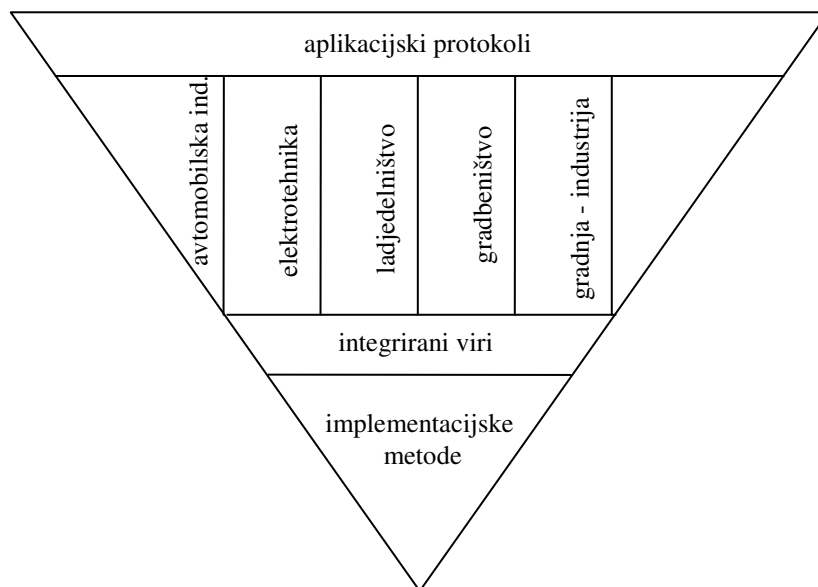 aplikacijski protokoli
avtomobilska ind.
elektrotehnika
ladjedelništvo
gradbeništvo
gradnja - industrija
integrirani viri
implementacijske
metode